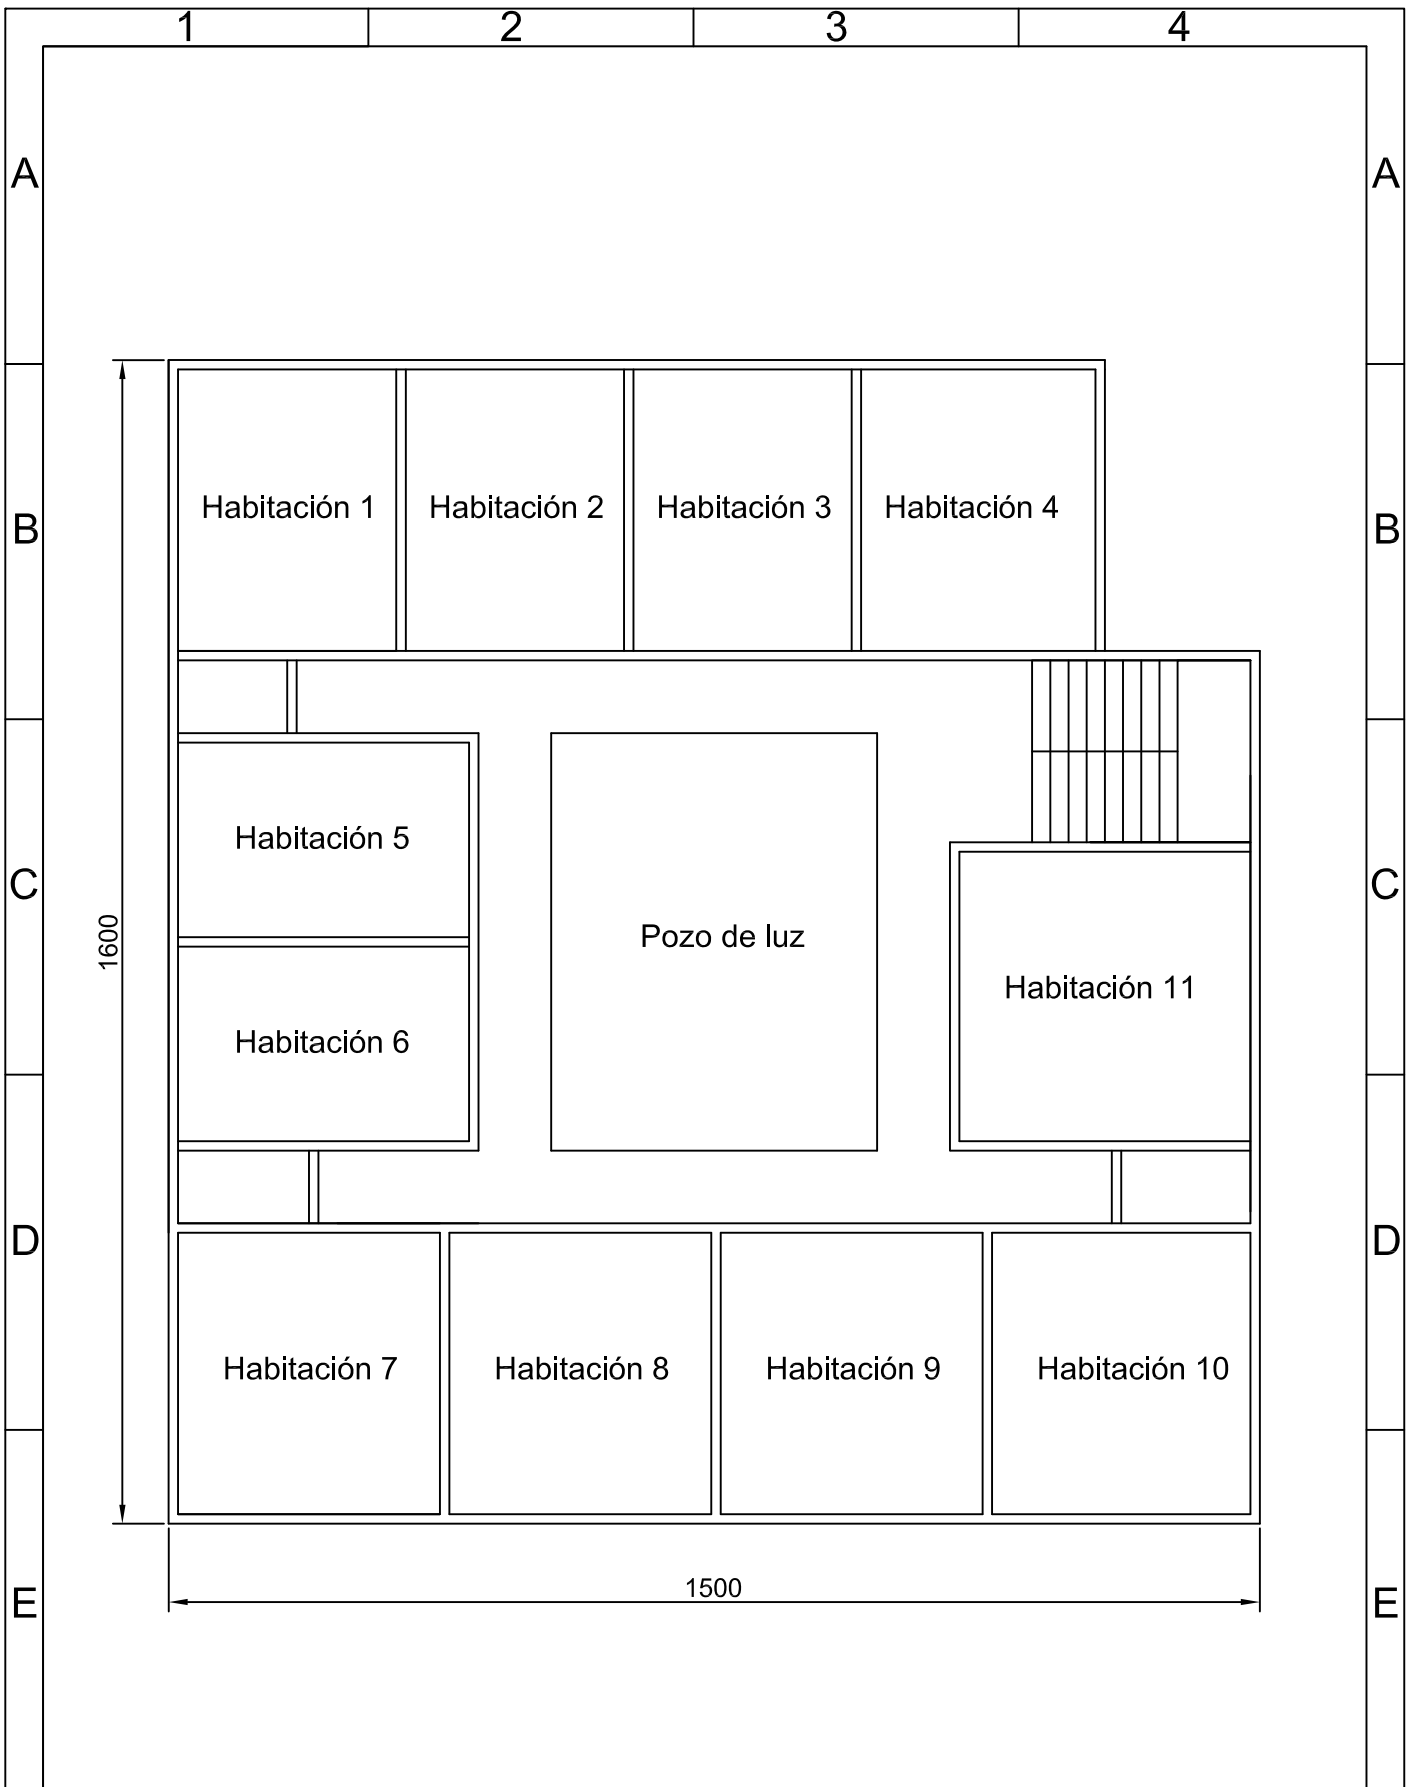 1 2 3 4
A A
Habitación 1 Habitación 2 Habitación 3 Habitación 4
B B
Habitación 5
C C
1600
Pozo de luz
Habitación 11
Habitación 6
D D
Habitación 7 Habitación 8 Habitación 9 Habitación 10
1500
E E